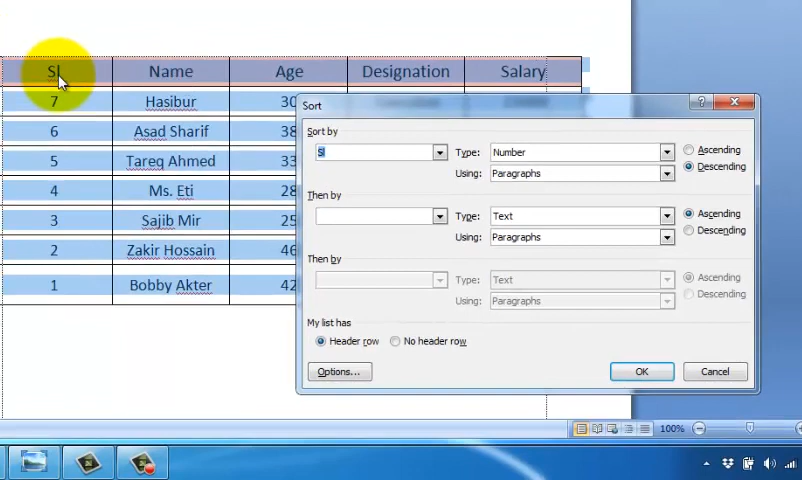 Sl Name Age Designation Salary
7 Hasibur 30
6 Asad Sharif 38
5 Tareq Ahmed 33
4 Ms. Eti 28
3 Sajib Mir 25
2 Zakir Hossain 46
1 Bobby Akter 42
Sort
?
Sort by
Sl Type: Number Ascending
Using: Paragraphs Descending
Then by
Type: Text Ascending
Using: Paragraphs Descending
Then by
Type: Text Ascending
Using: Paragraphs Descending
My list has
Header row No header row
Options... OK Cancel
100%